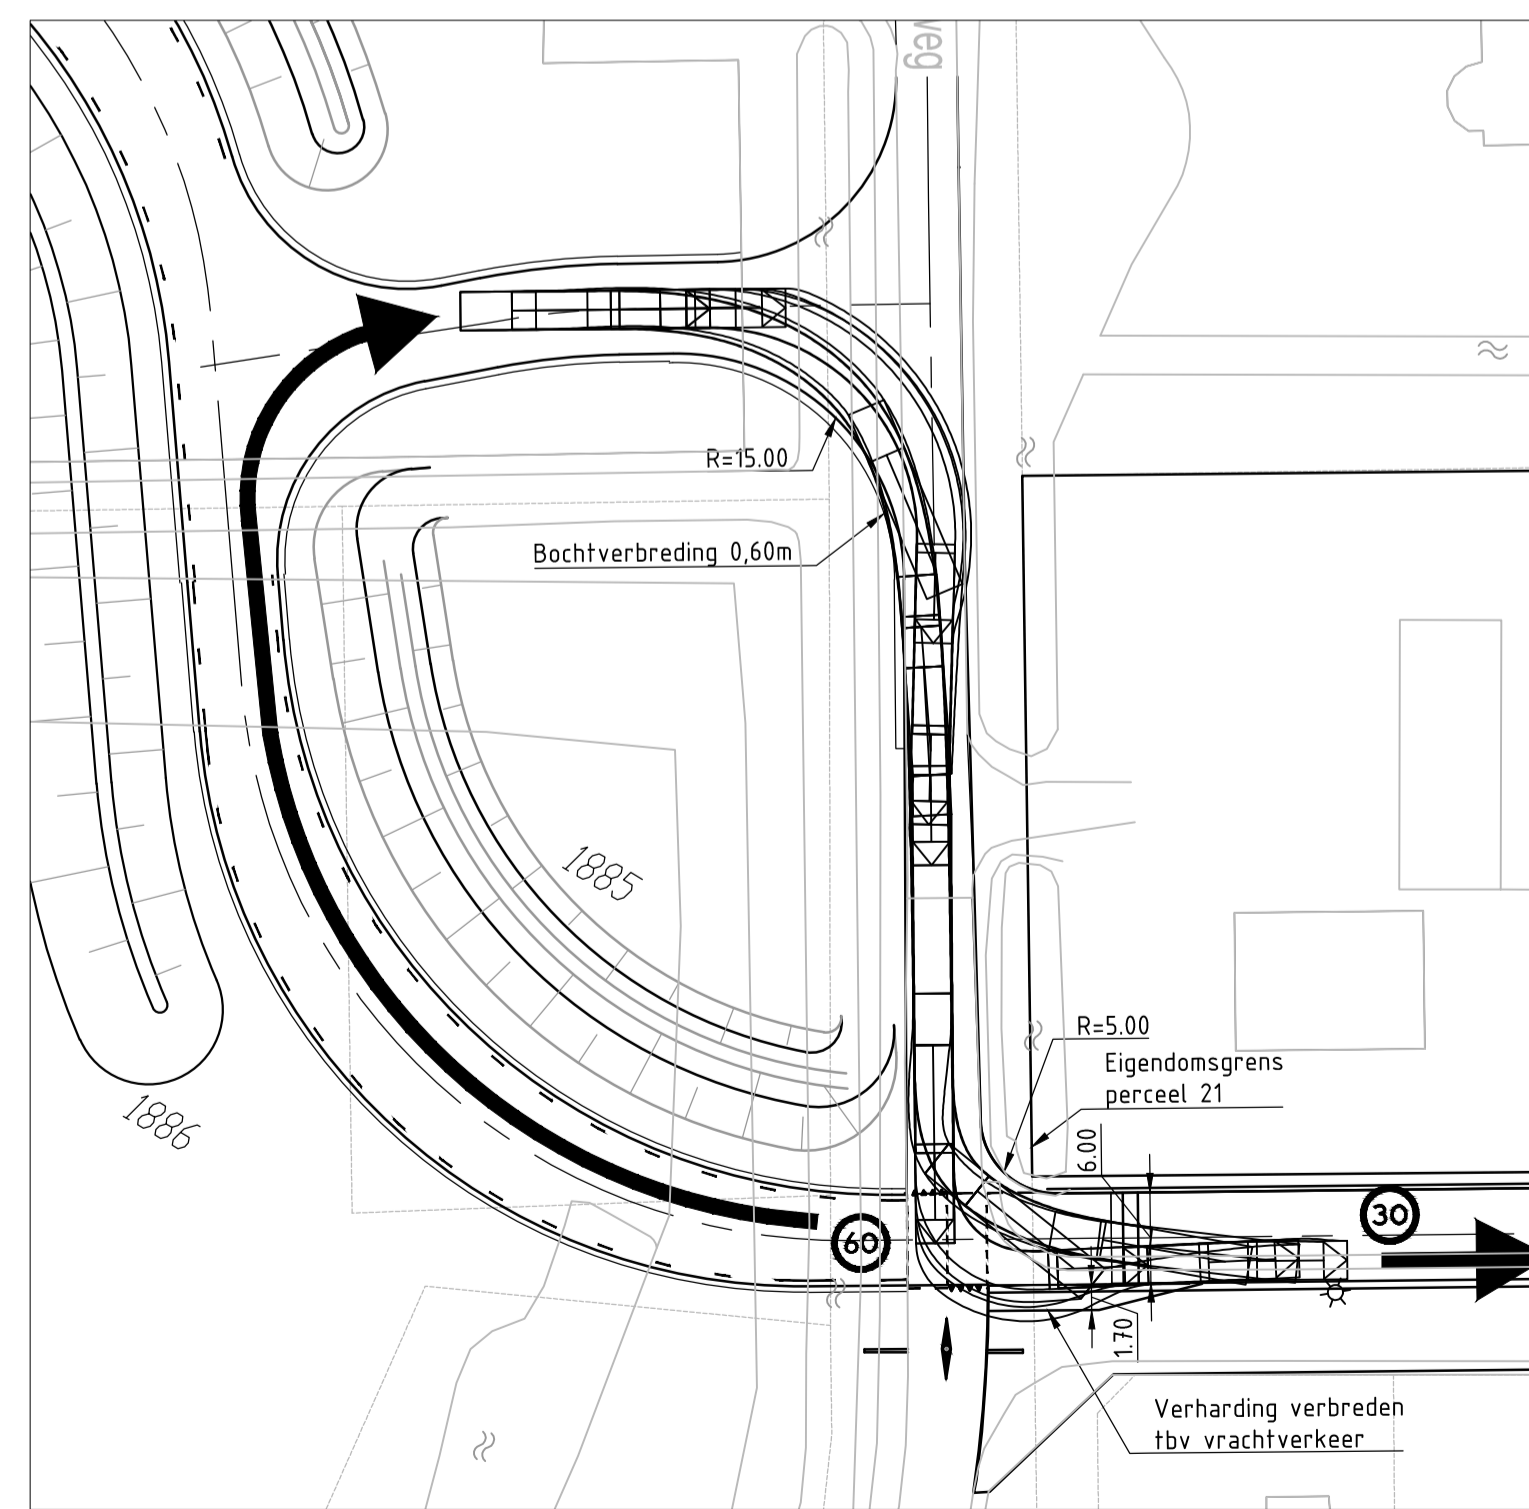 weg
R=15.00
Bochtverbreding 0,60m
1885
R=5.00
Eigendomsgrens
perceel 21
1886
6.00
30
60
1.70
Verharding verbreden
tbv vrachtverkeer